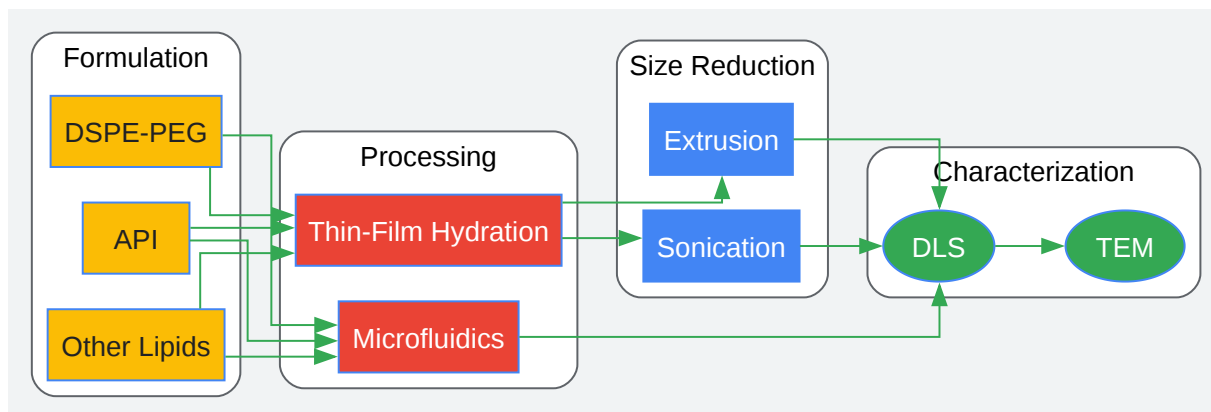 Formulation
DSPE-PEG
API
Other Lipids
Processing
Thin-Film Hydration
Microfluidics
Size Reduction
Extrusion
Sonication
Characterization
DLS
TEM